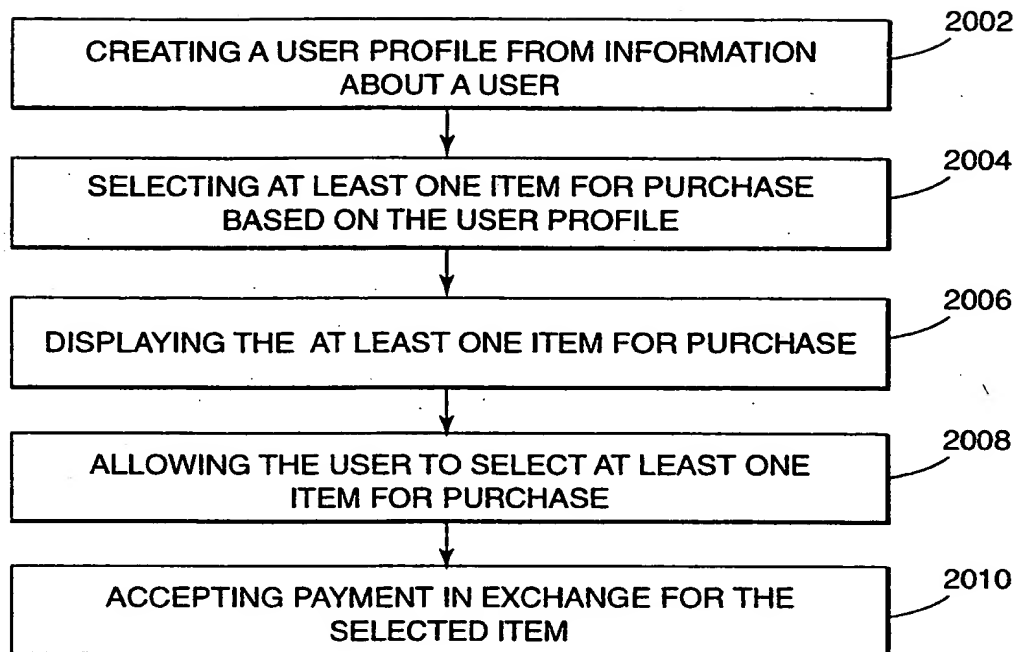 2002
CREATING A USER PROFILE FROM INFORMATION
ABOUT A USER
2004
SELECTING AT LEAST ONE ITEM FOR PURCHASE
BASED ON THE USER PROFILE
2006
DISPLAYING THE AT LEAST ONE ITEM FOR PURCHASE
2008
ALLOWING THE USER TO SELECT AT LEAST ONE
ITEM FOR PURCHASE
2010
ACCEPTING PAYMENT IN EXCHANGE FOR THE
SELECTED ITEM